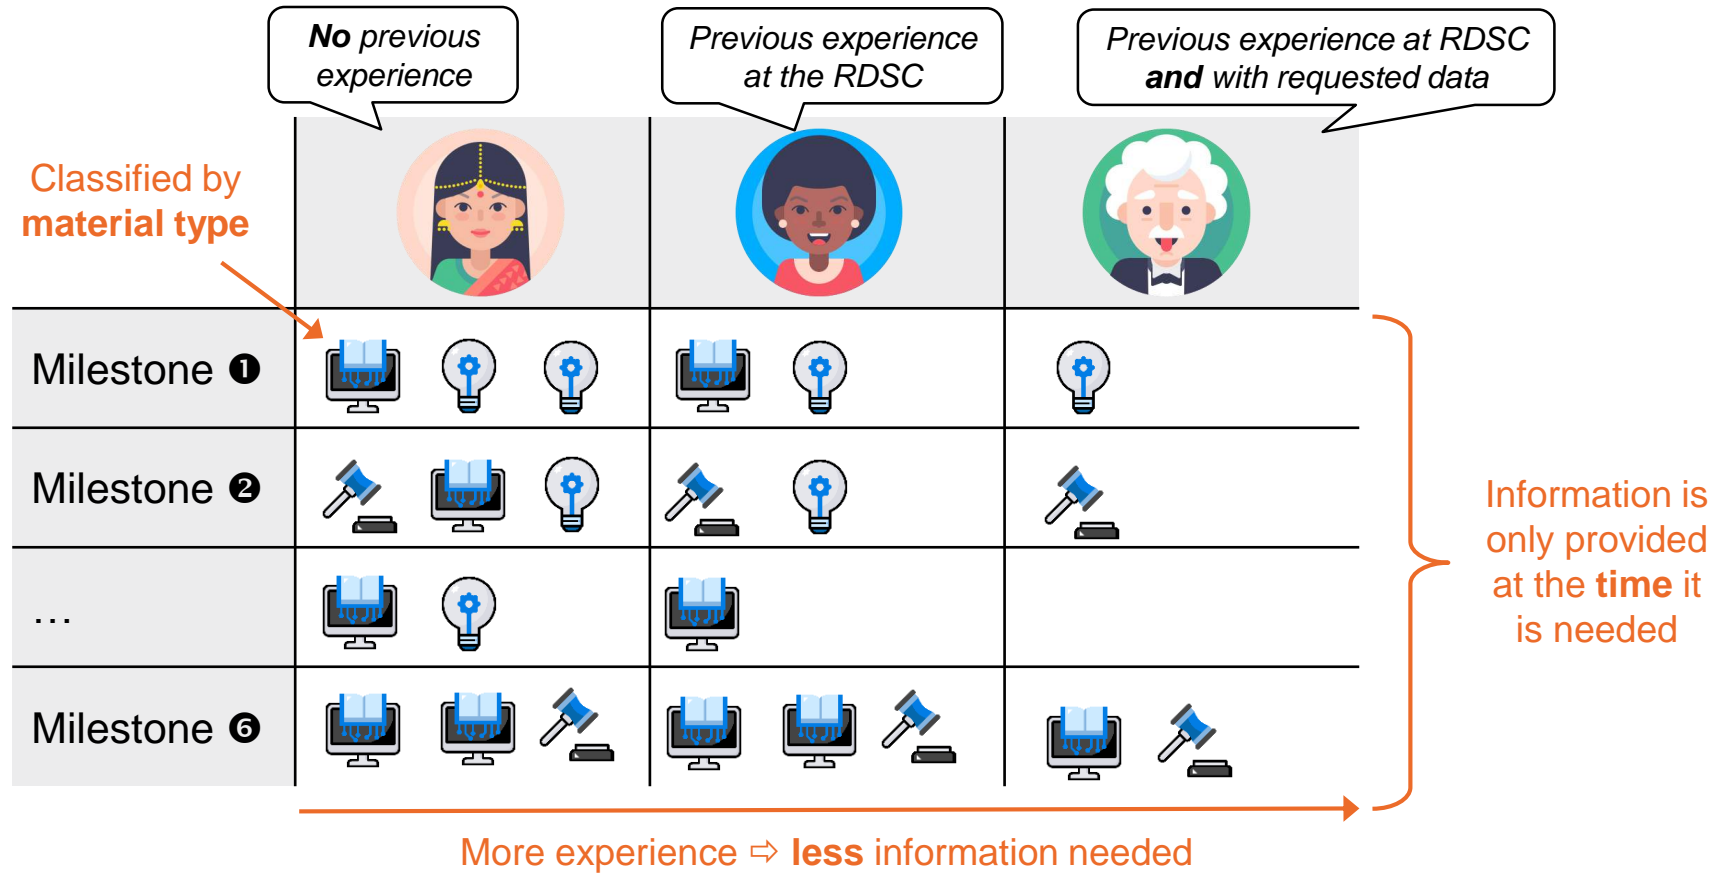 No previous
experience
Previous experience
at the RDSC
Previous experience at RDSC
and with requested data
Classified by
material type
Milestone ❶
Milestone ❷
…
Milestone ❻
Information is
only provided
at the time it
is needed
More experience ⇨ less information needed